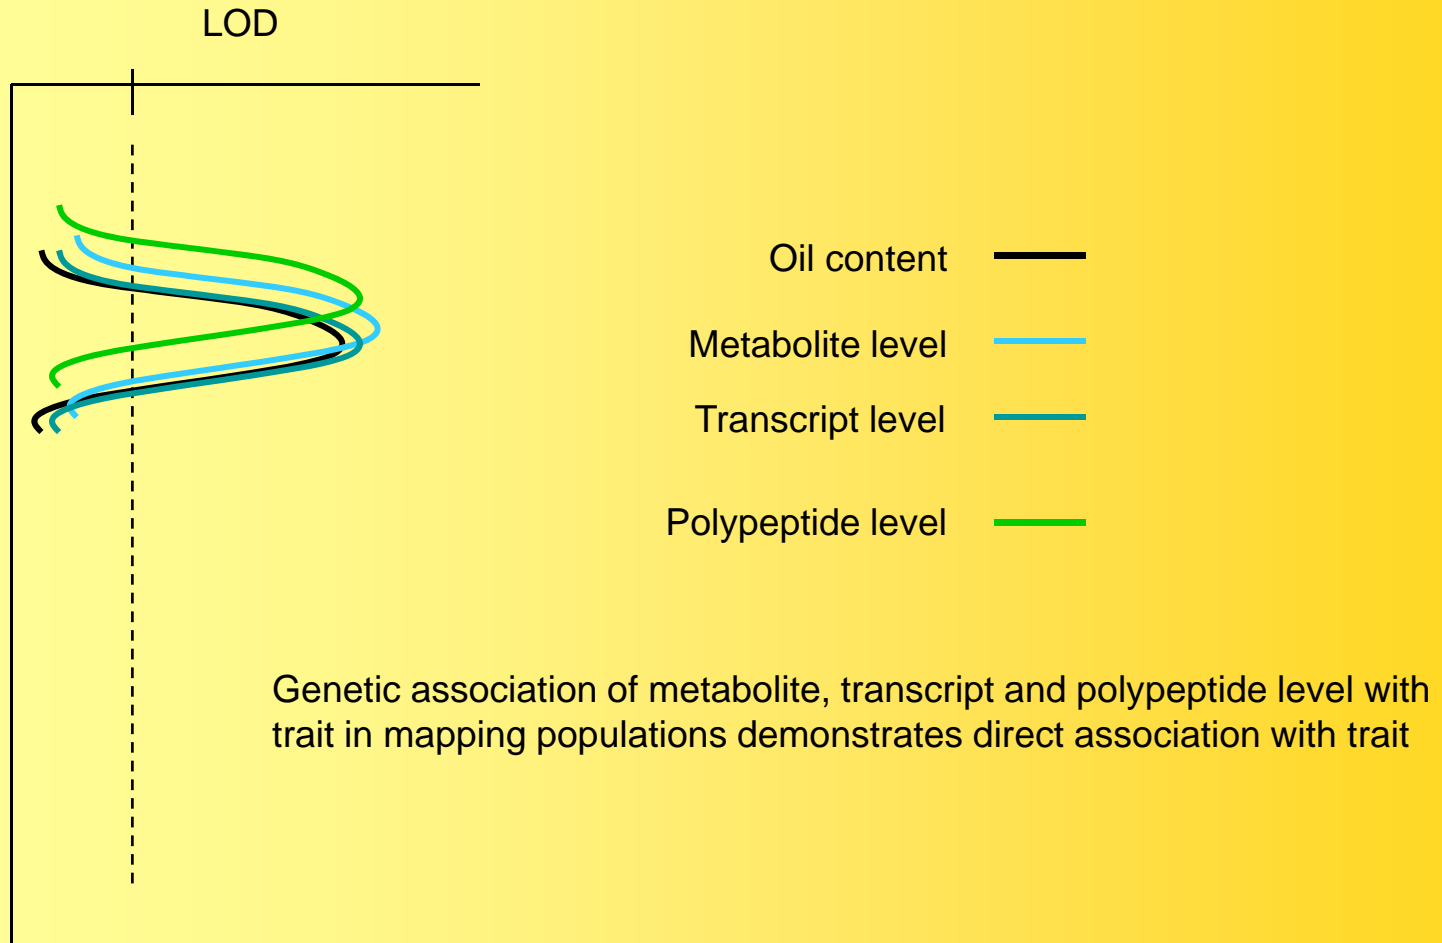 LOD
Oil content
Metabolite level
Transcript level
Polypeptide level
Genetic association of metabolite, transcript and polypeptide level with
trait in mapping populations demonstrates direct association with trait